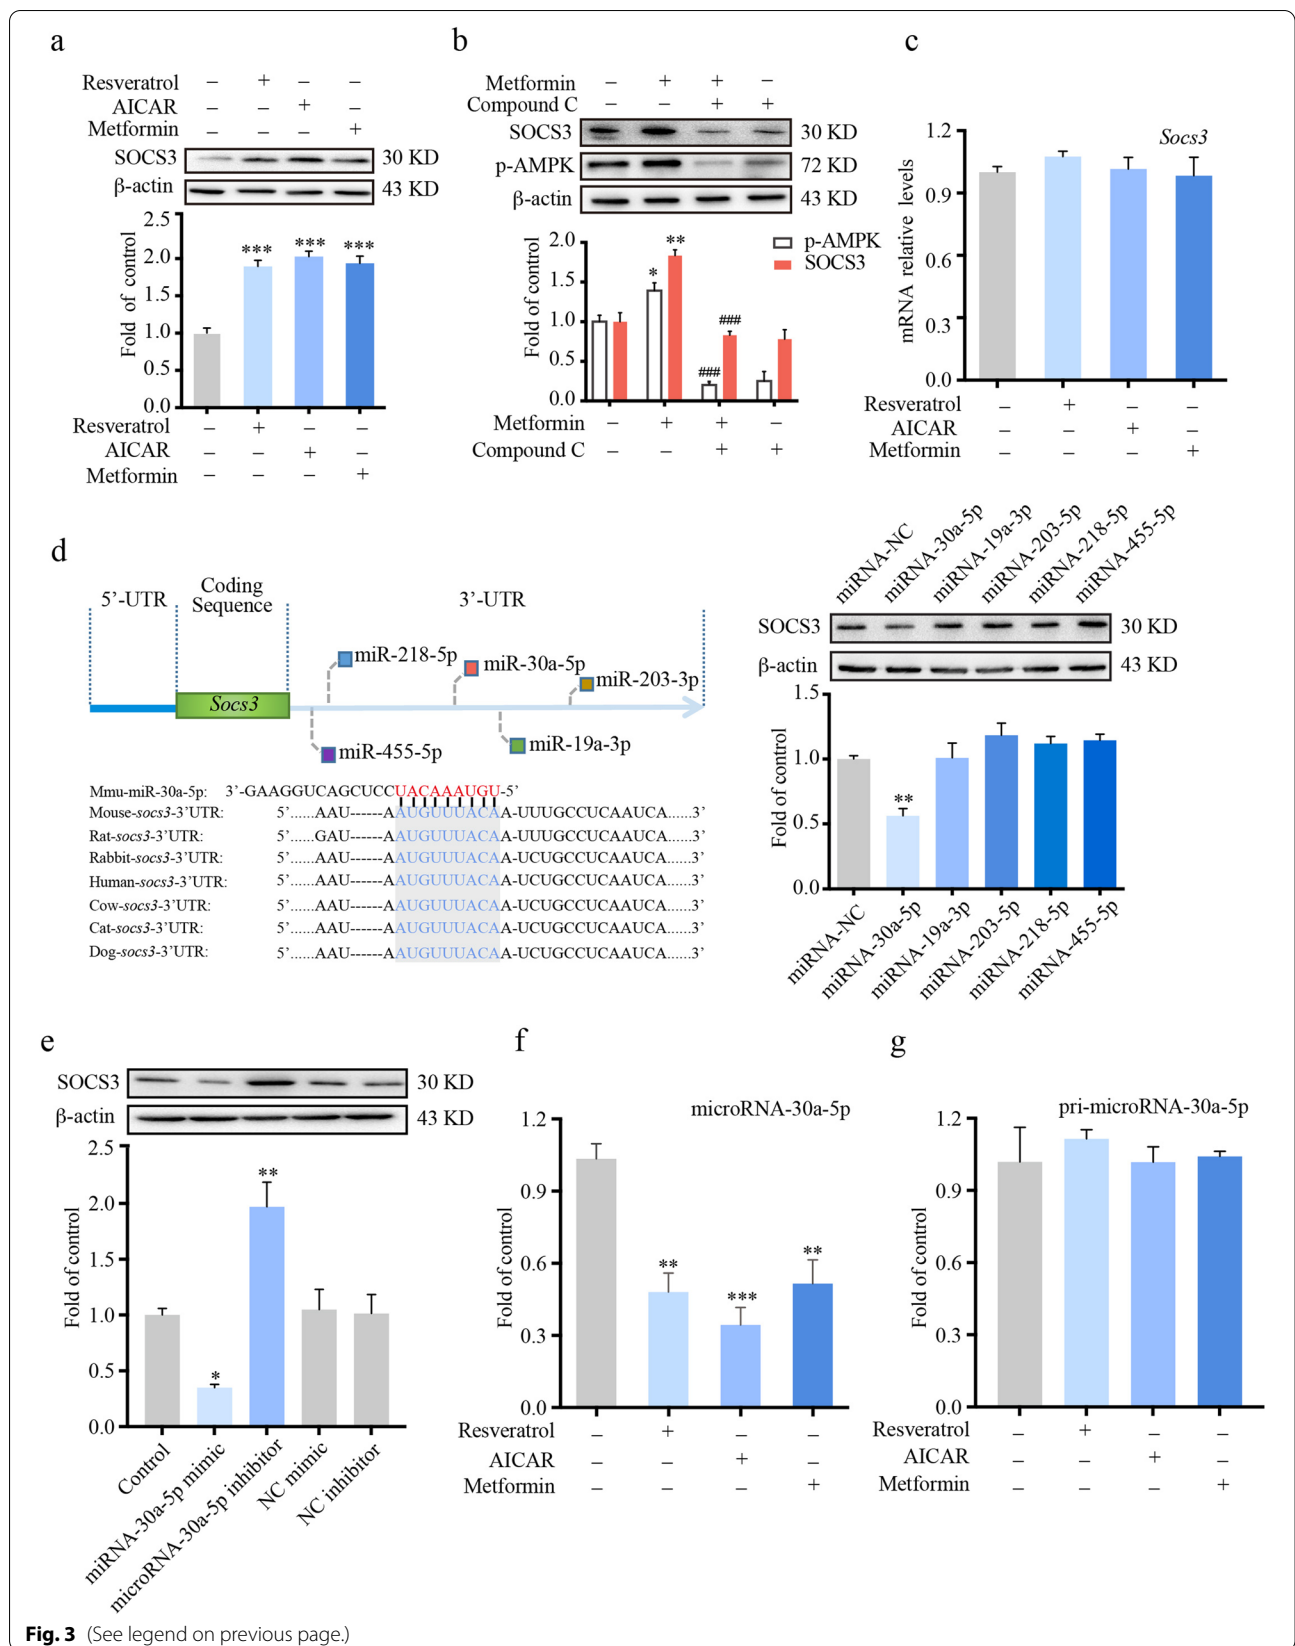 a
Resveratrol – + – –
AICAR – – + –
Metformin – – – +
SOCS3 30 KD
β-actin 43 KD
2.5
2.0
1.5
1.0
0.5
0.0
Fold of control
*** *** ***
Resveratrol – + – –
AICAR – – + –
Metformin – – – +
b
Metformin – + + –
Compound C – – + +
SOCS3 30 KD
p-AMPK 72 KD
β-actin 43 KD
2.0
1.5
1.0
0.5
0.0
Fold of control
p-AMPK
SOCS3
* ** ### ###
Metformin – + + –
Compound C – – + +
c
Socs3
1.2
0.9
0.6
0.3
0.0
mRNA relative levels
Resveratrol – + – –
AICAR – – + –
Metformin – – – +
d
5’-UTR
Coding
Sequence
3’-UTR
miR-218-5p
miR-30a-5p
miR-203-3p
Socs3
miR-455-5p
miR-19a-3p
Mmu-miR-30a-5p: 3’-GAAGGUCAGCUCCUACAAAUGU-5’
Mouse-socs3-3’UTR: 5’......AAU------AAUGUUUACAA-UUUGCCUCAAUCA......3’
Rat-socs3-3’UTR: 5’......GAU------AAUGUUUACAA-UCUGCCUCAAUCA......3’
Rabbit-socs3-3’UTR: 5’......AAU------AAUGUUUACAA-UCUGCCUCAAUCA......3’
Human-socs3-3’UTR: 5’......AAU------AAUGUUUACAA-UCUGCCUCAAUCA......3’
Cow-socs3-3’UTR: 5’......AAU------AAUGUUUACAA-UCUGCCUCAAUCA......3’
Cat-socs3-3’UTR: 5’......AAU------AAUGUUUACAA-UCUGCCUCAAUCA......3’
Dog-socs3-3’UTR: 5’......AAU------AAUGUUUACAA-UCUGCCUCAAUCA......3’
miRNA-NC
miRNA-30a-5p
miRNA-19a-3p
miRNA-203-5p
miRNA-218-5p
miRNA-455-5p
SOCS3 30 KD
β-actin 43 KD
1.5
1.0
0.5
0.0
Fold of control
**
miRNA-NC
miRNA-30a-5p
miRNA-19a-3p
miRNA-203-5p
miRNA-218-5p
miRNA-455-5p
e
SOCS3 30 KD
β-actin 43 KD
2.5
2.0
1.5
1.0
0.5
0.0
Fold of control
* **
Control
miRNA-30a-5p mimic
microRNA-30a-5p inhibitor
NC mimic
NC inhibitor
f
microRNA-30a-5p
1.2
0.9
0.6
0.3
0.0
Fold of control
** *** **
Resveratrol – + – –
AICAR – – + –
Metformin – – – +
g
pri-microRNA-30a-5p
1.2
0.9
0.6
0.3
0.0
Fold of control
Resveratrol – + – –
AICAR – – + –
Metformin – – – +
Fig. 3 (See legend on previous page.)